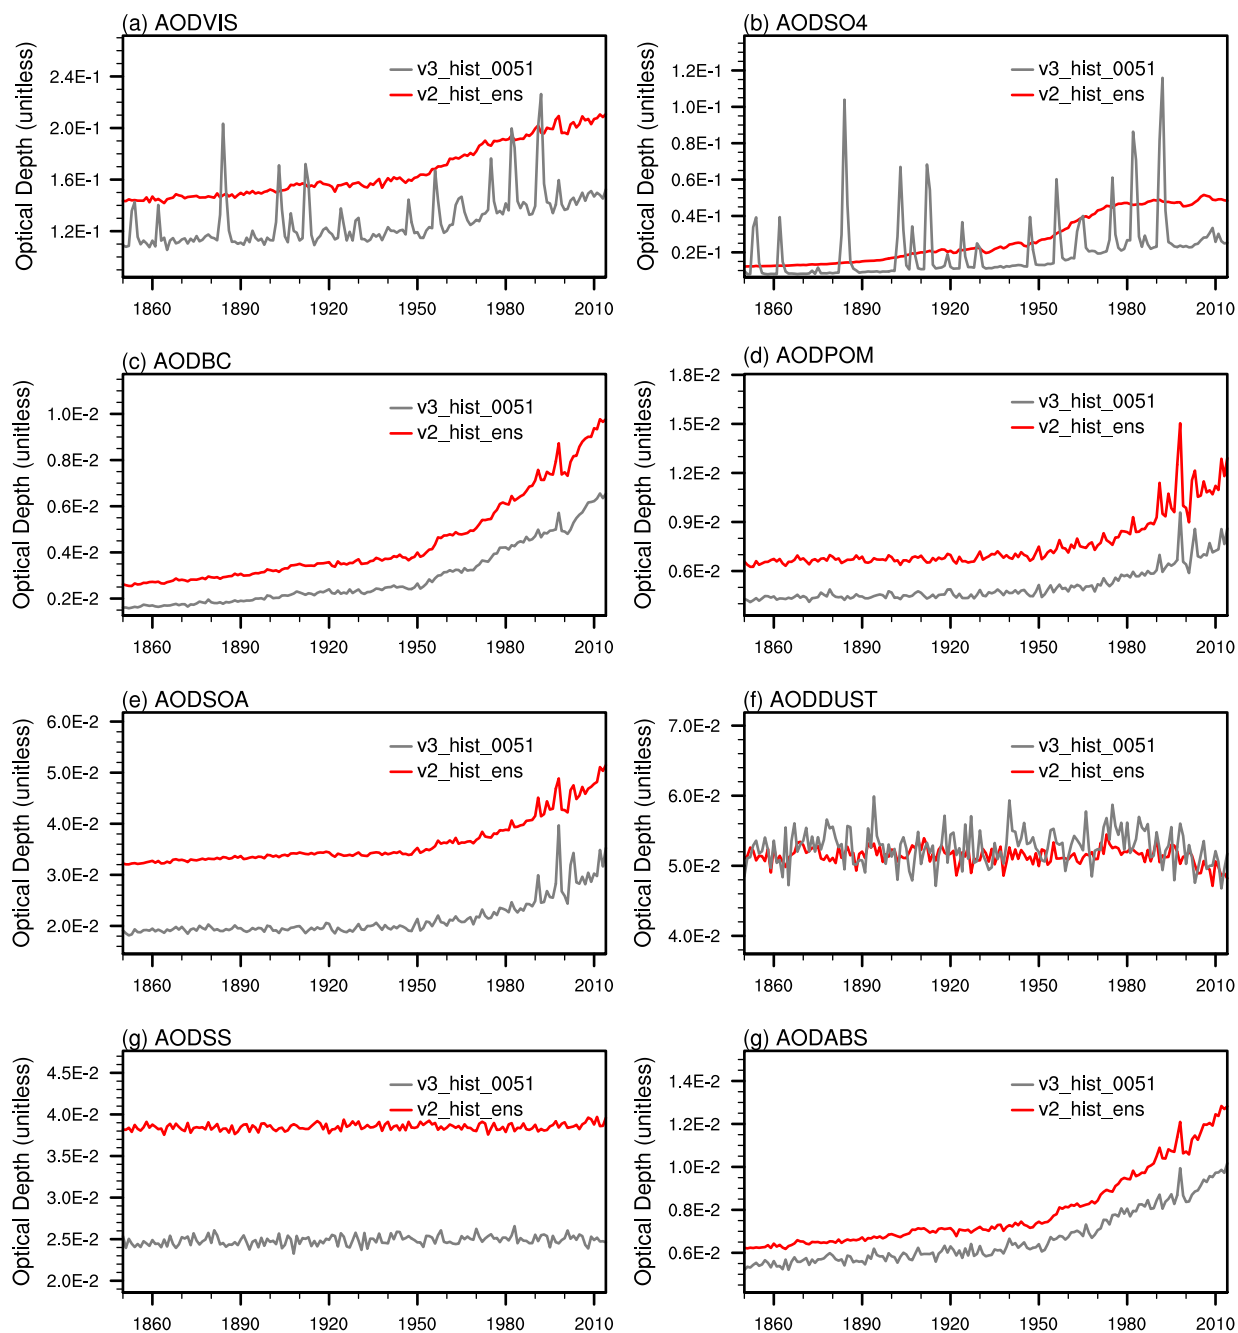 (a) AODVIS
Optical Depth (unitless)
2.4E-1
2.0E-1
1.6E-1
1.2E-1
v3_hist_0051
v2_hist_ens
1860 1890 1920 1950 1980 2010
(b) AODSO4
Optical Depth (unitless)
1.2E-1
1.0E-1
0.8E-1
0.6E-1
0.4E-1
0.2E-1
v3_hist_0051
v2_hist_ens
1860 1890 1920 1950 1980 2010
(c) AODBC
Optical Depth (unitless)
1.0E-2
0.8E-2
0.6E-2
0.4E-2
0.2E-2
v3_hist_0051
v2_hist_ens
1860 1890 1920 1950 1980 2010
(d) AODPOM
Optical Depth (unitless)
1.8E-2
1.5E-2
1.2E-2
0.9E-2
0.6E-2
v3_hist_0051
v2_hist_ens
1860 1890 1920 1950 1980 2010
(e) AODSOA
Optical Depth (unitless)
6.0E-2
5.0E-2
4.0E-2
3.0E-2
2.0E-2
v3_hist_0051
v2_hist_ens
1860 1890 1920 1950 1980 2010
(f) AODDUST
Optical Depth (unitless)
7.0E-2
6.0E-2
5.0E-2
4.0E-2
v3_hist_0051
v2_hist_ens
1860 1890 1920 1950 1980 2010
(g) AODSS
Optical Depth (unitless)
4.5E-2
4.0E-2
3.5E-2
3.0E-2
2.5E-2
2.0E-2
v3_hist_0051
v2_hist_ens
1860 1890 1920 1950 1980 2010
(g) AODABS
Optical Depth (unitless)
1.4E-2
1.2E-2
1.0E-2
0.8E-2
0.6E-2
v3_hist_0051
v2_hist_ens
1860 1890 1920 1950 1980 2010